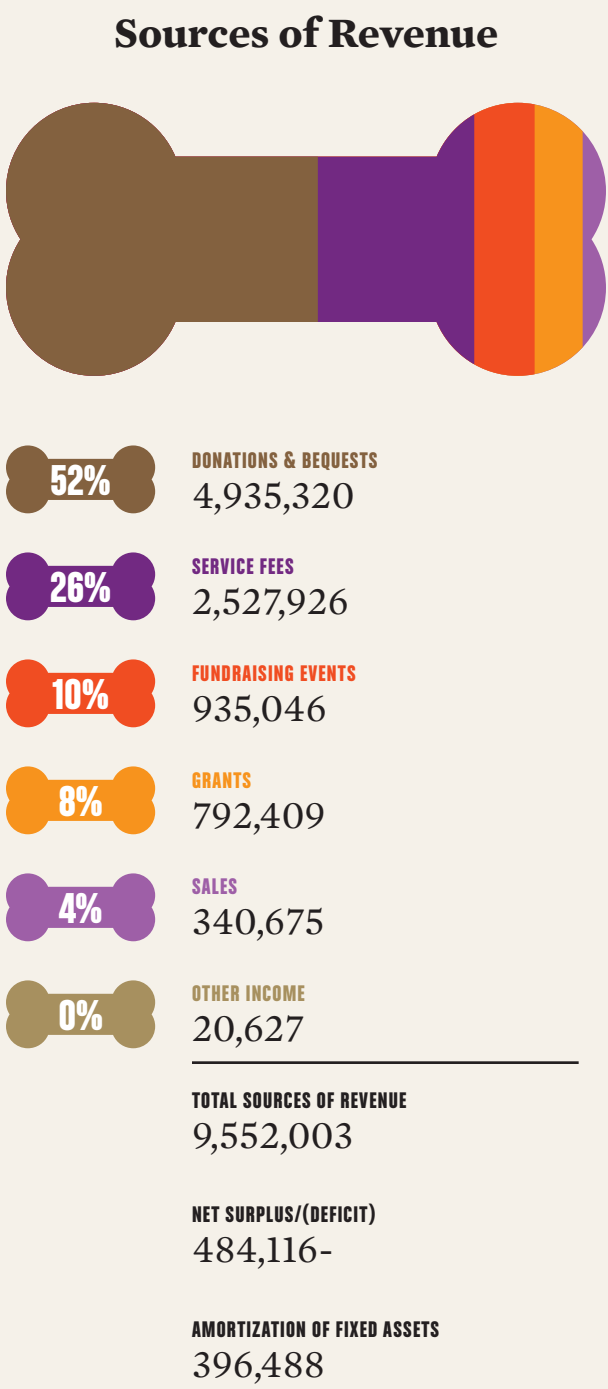 Sources of Revenue
52%
DONATIONS & BEQUESTS
4,935,320
26%
SERVICE FEES
2,527,926
10%
FUNDRAISING EVENTS
935,046
8%
GRANTS
792,409
4%
SALES
340,675
0%
OTHER INCOME
20,627
TOTAL SOURCES OF REVENUE
9,552,003
NET SURPLUS/(DEFICIT)
484,116-
AMORTIZATION OF FIXED ASSETS
396,488